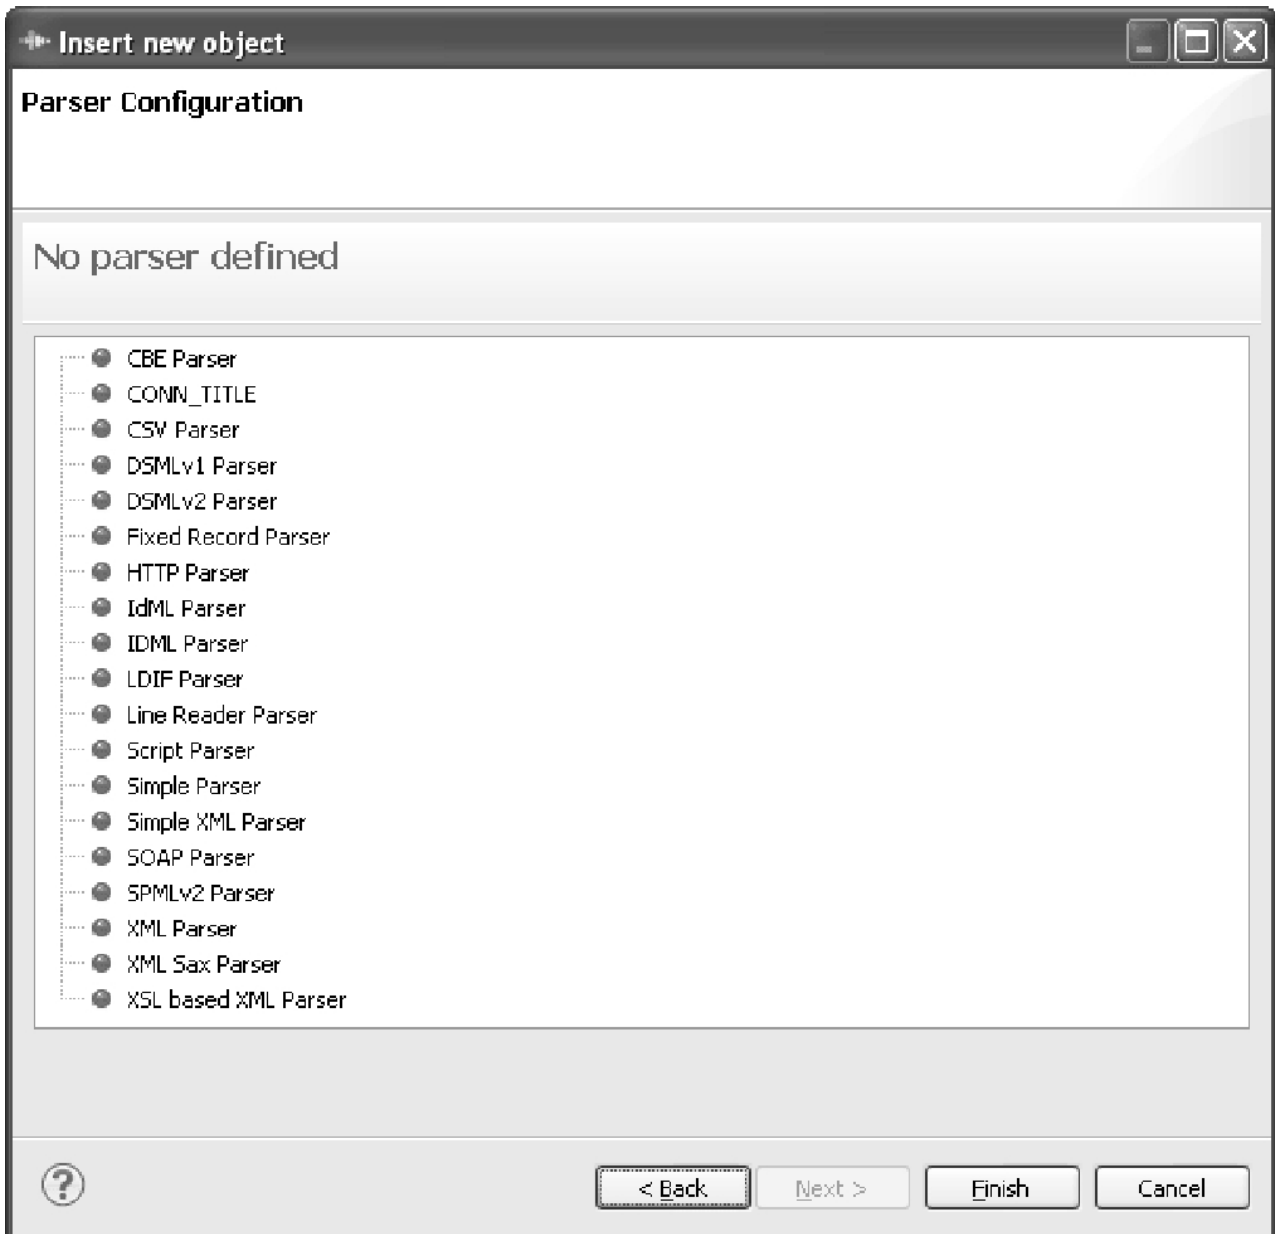 Insert new object
Parser Configuration
No parser defined
CBE Parser
CONN_TITLE
CSV Parser
DSMLv1 Parser
DSMLv2 Parser
Fixed Record Parser
HTTP Parser
IdML Parser
IDML Parser
LDIF Parser
Line Reader Parser
Script Parser
Simple Parser
Simple XML Parser
SOAP Parser
SPMLv2 Parser
XML Parser
XML Sax Parser
XSL based XML Parser
? < Back Next > Finish Cancel